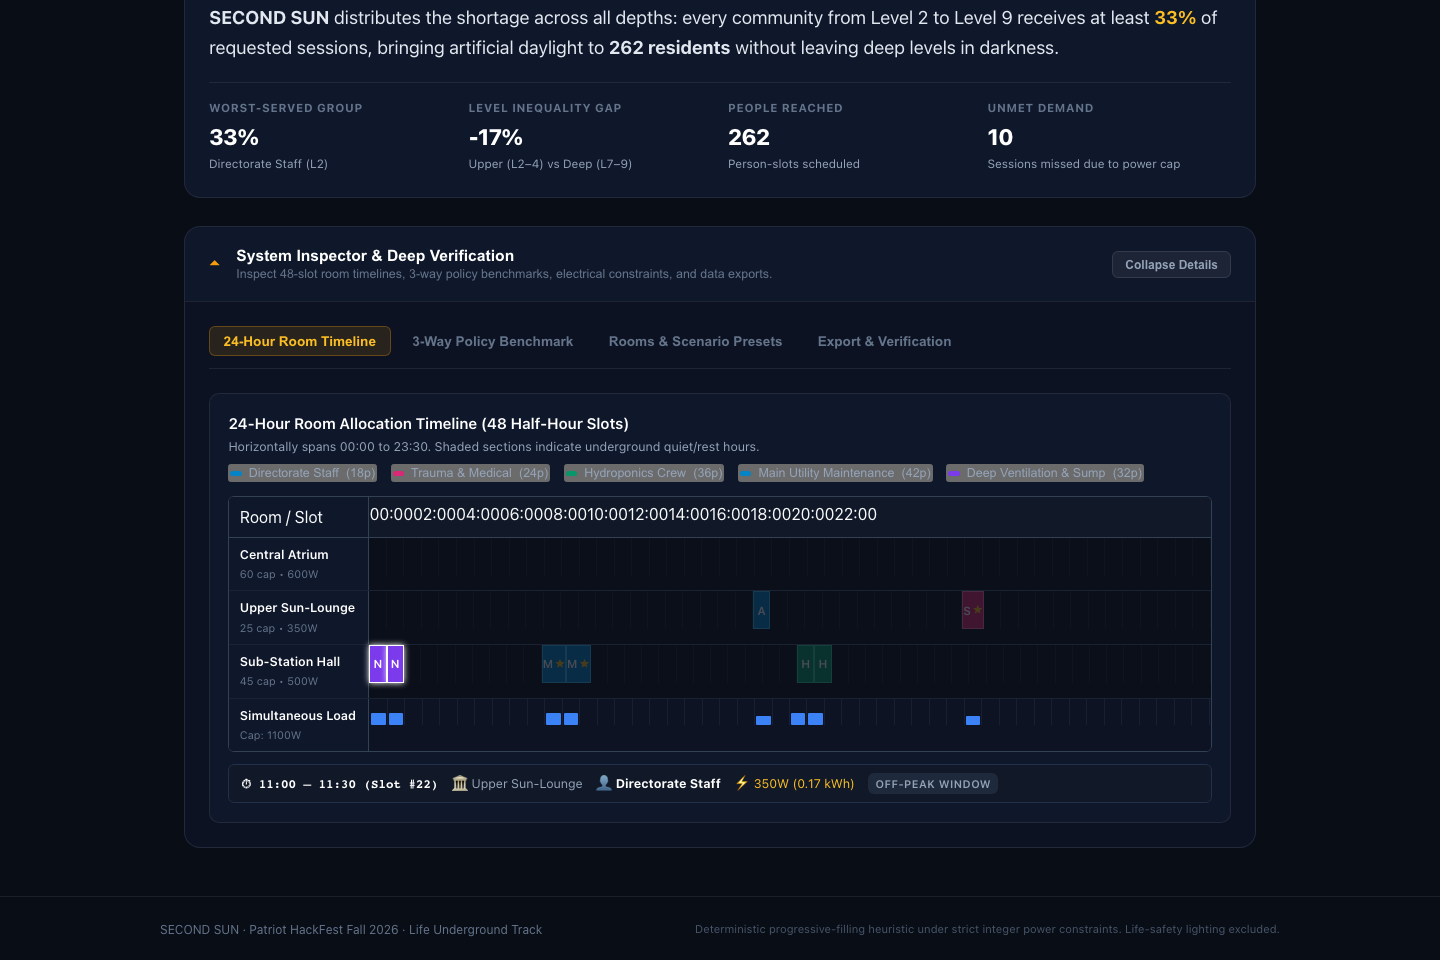 SECOND SUN distributes the shortage across all depths: every community from Level 2 to Level 9 receives at least 33% of
requested sessions, bringing artificial daylight to 262 residents without leaving deep levels in darkness.
WORST-SERVED GROUP
33%
Directorate Staff (L2)
LEVEL INEQUALITY GAP
-17%
Upper (L2–4) vs Deep (L7–9)
PEOPLE REACHED
262
Person-slots scheduled
UNMET DEMAND
10
Sessions missed due to power cap
System Inspector & Deep Verification
Inspect 48-slot room timelines, 3-way policy benchmarks, electrical constraints, and data exports.
Collapse Details
24-Hour Room Timeline
3-Way Policy Benchmark
Rooms & Scenario Presets
Export & Verification
24-Hour Room Allocation Timeline (48 Half-Hour Slots)
Horizontally spans 00:00 to 23:30. Shaded sections indicate underground quiet/rest hours.
Directorate Staff (18p) Trauma & Medical (24p) Hydroponics Crew (36p) Main Utility Maintenance (42p) Deep Ventilation & Sump (32p)
Room / Slot 00:0002:0004:0006:0008:0010:0012:0014:0016:0018:0020:0022:00
Central Atrium
60 cap • 600W
Upper Sun-Lounge
25 cap • 350W
A S★
Sub-Station Hall
45 cap • 500W
N N M★ M★ H H
Simultaneous Load
Cap: 1100W
⏱ 11:00 — 11:30 (Slot #22) 🏛 Upper Sun-Lounge 👤 Directorate Staff ⚡ 350W (0.17 kWh) OFF-PEAK WINDOW
SECOND SUN · Patriot HackFest Fall 2026 · Life Underground Track
Deterministic progressive-filling heuristic under strict integer power constraints. Life-safety lighting excluded.